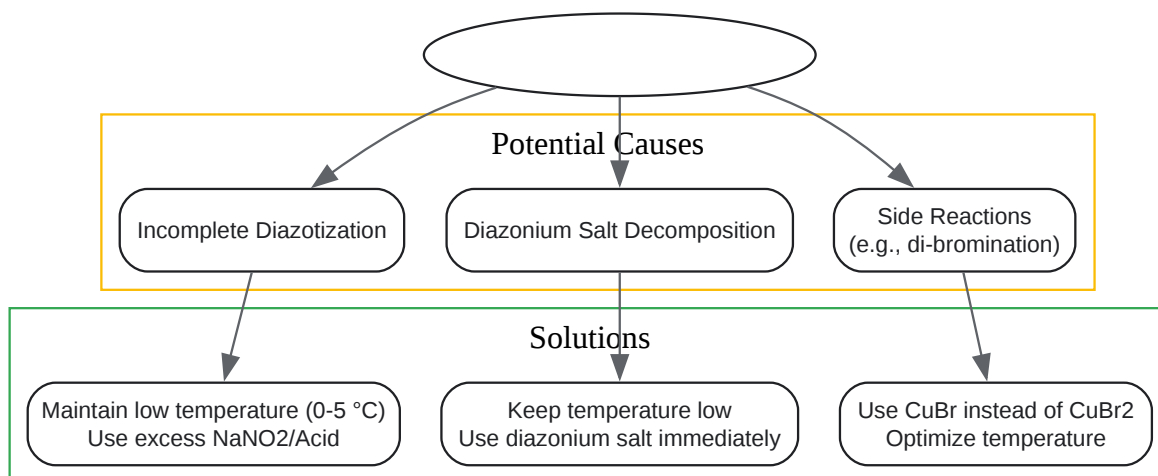 Potential Causes
Incomplete Diazotization
Diazonium Salt Decomposition
Side Reactions
(e.g., di-bromination)
Solutions
Maintain low temperature (0-5 °C)
Use excess NaNO2/Acid
Keep temperature low
Use diazonium salt immediately
Use CuBr instead of CuBr2
Optimize temperature